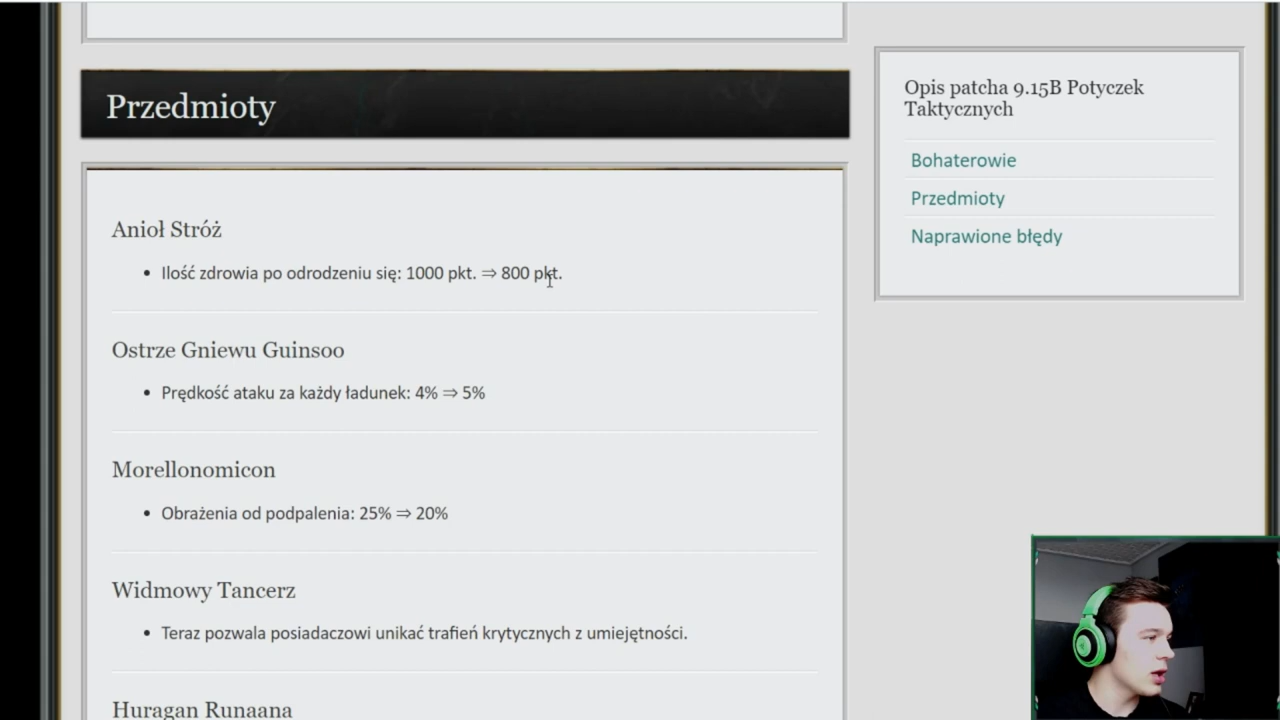 Przedmioty
Anioł Stróż
• Ilość zdrowia po odrodzeniu się: 1000 pkt. ⇒ 800 pkt.
Ostrze Gniewu Guinsoo
• Prędkość ataku za każdy ładunek: 4% ⇒ 5%
Morellonomicon
• Obrażenia od podpalenia: 25% ⇒ 20%
Widmowy Tancerz
• Teraz pozwala posiadaczowi unikać trafień krytycznych z umiejętności.
Huragan Runaana
Opis patcha 9.15B Potyczek
Taktycznych
Bohaterowie
Przedmioty
Naprawione błędy